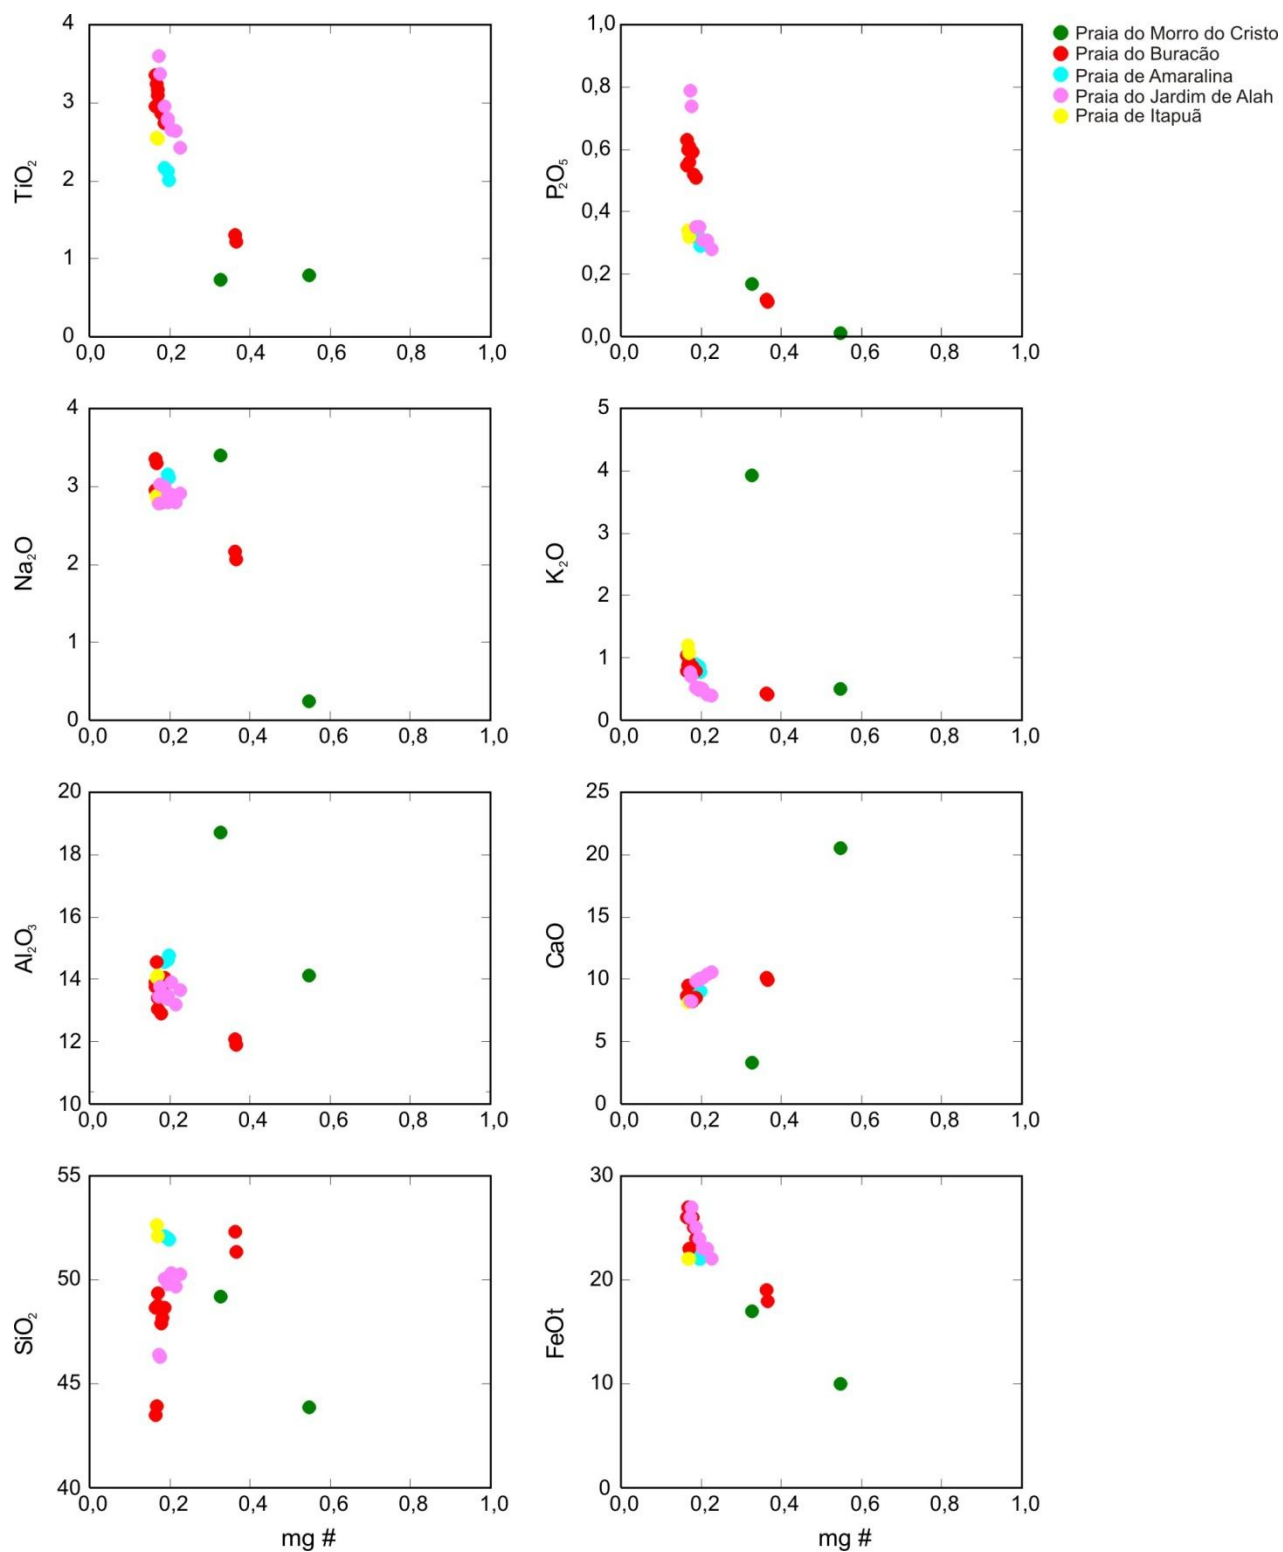 Praia do Morro do Cristo
Praia do Buracão
Praia de Amaralina
Praia do Jardim de Alah
Praia de Itapuã
TiO₂
4
3
2
1
0
0,0 0,2 0,4 0,6 0,8 1,0
P₂O₅
1,0
0,8
0,6
0,4
0,2
0,0
0,0 0,2 0,4 0,6 0,8 1,0
Na₂O
4
3
2
1
0
0,0 0,2 0,4 0,6 0,8 1,0
K₂O
5
4
3
2
1
0
0,0 0,2 0,4 0,6 0,8 1,0
Al₂O₃
20
18
16
14
12
10
0,0 0,2 0,4 0,6 0,8 1,0
CaO
25
20
15
10
5
0
0,0 0,2 0,4 0,6 0,8 1,0
SiO₂
55
50
45
40
0,0 0,2 0,4 0,6 0,8 1,0
mg #
FeOt
30
20
10
0
0,0 0,2 0,4 0,6 0,8 1,0
mg #